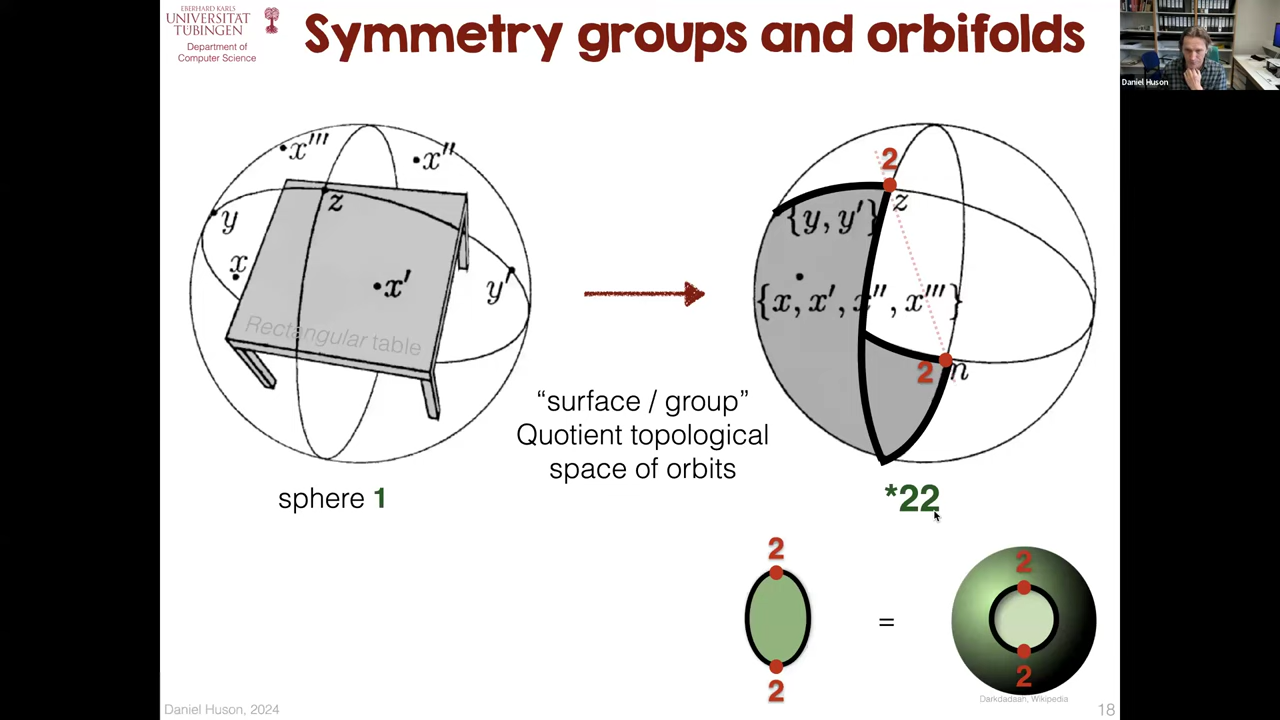 EBERHARD KARLS
UNIVERSITÄT
TÜBINGEN
Department of
Computer Science
Symmetry groups and orbifolds
Daniel Huson
x'''
x''
z
y
x
x'
y'
Rectangular table
sphere 1
"surface / group"
Quotient topological
space of orbits
2
z
{y, y'}
{x, x', x'', x'''}
2
n
*22
2
2
=
2
2
Darkdadaan, Wikipedia
Daniel Huson, 2024
18